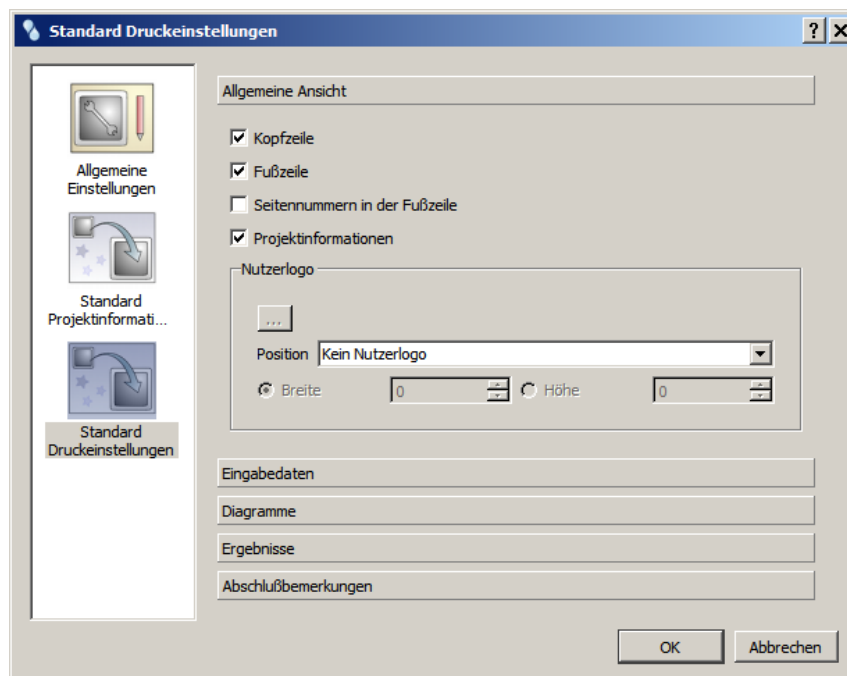 Standard Druckeinstellungen
Allgemeine
Einstellungen
Standard
Projektinformati...
Standard
Druckeinstellungen
Allgemeine Ansicht
Kopfzeile
Fußzeile
Seitennummern in der Fußzeile
Projektinformationen
Nutzerlogo
...
Position Kein Nutzerlogo
Breite 0 Höhe 0
Eingabedaten
Diagramme
Ergebnisse
Abschlußbemerkungen
OK Abbrechen